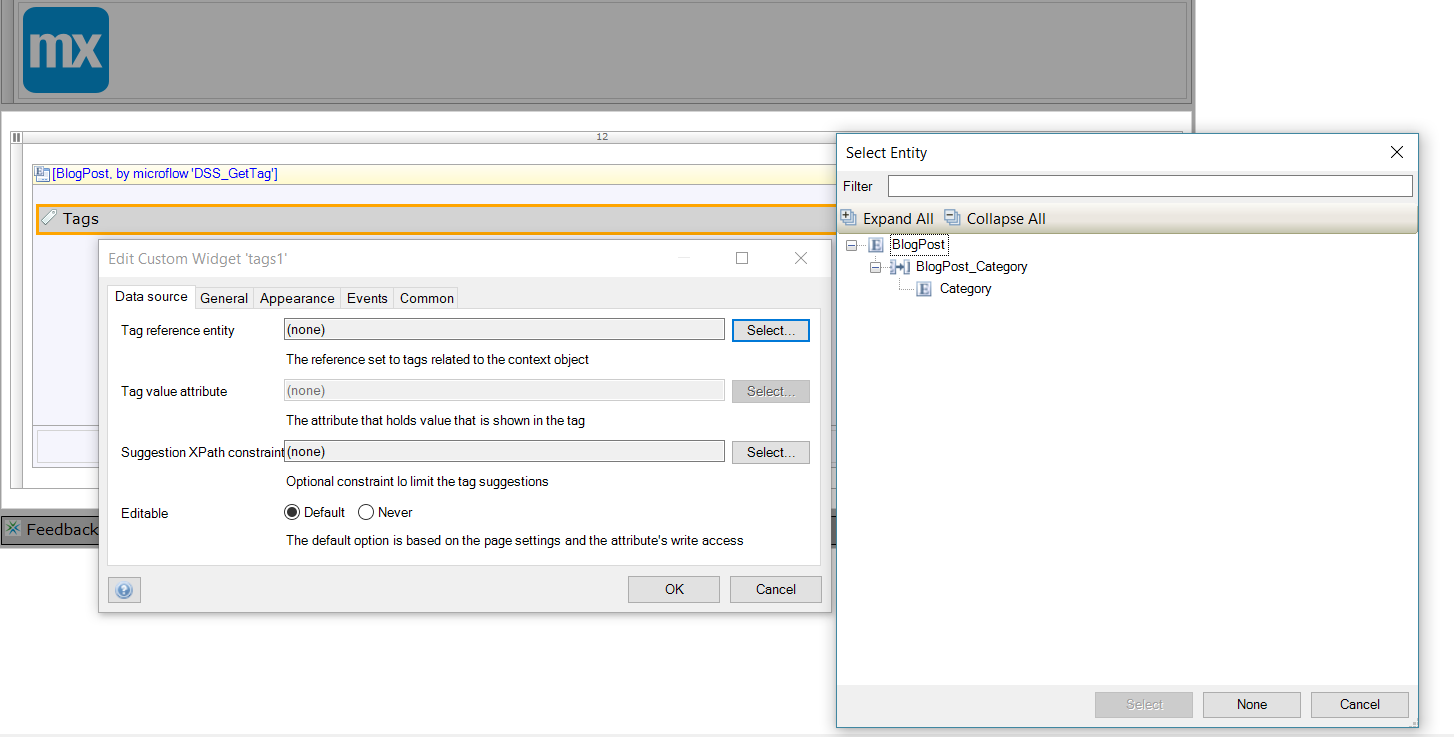 mx
12
[BlogPost, by microflow 'DSS_GetTag']
Tags
Edit Custom Widget 'tags1'
Data source General Appearance Events Common
Tag reference entity (none) Select...
The reference set to tags related to the context object
Tag value attribute (none) Select...
The attribute that holds value that is shown in the tag
Suggestion XPath constraint (none) Select...
Optional constraint lo limit the tag suggestions
Editable Default Never
The default option is based on the page settings and the attribute's write access
? OK Cancel
Feedback
Select Entity
Filter
Expand All Collapse All
E BlogPost
BlogPost_Category
E Category
Select None Cancel